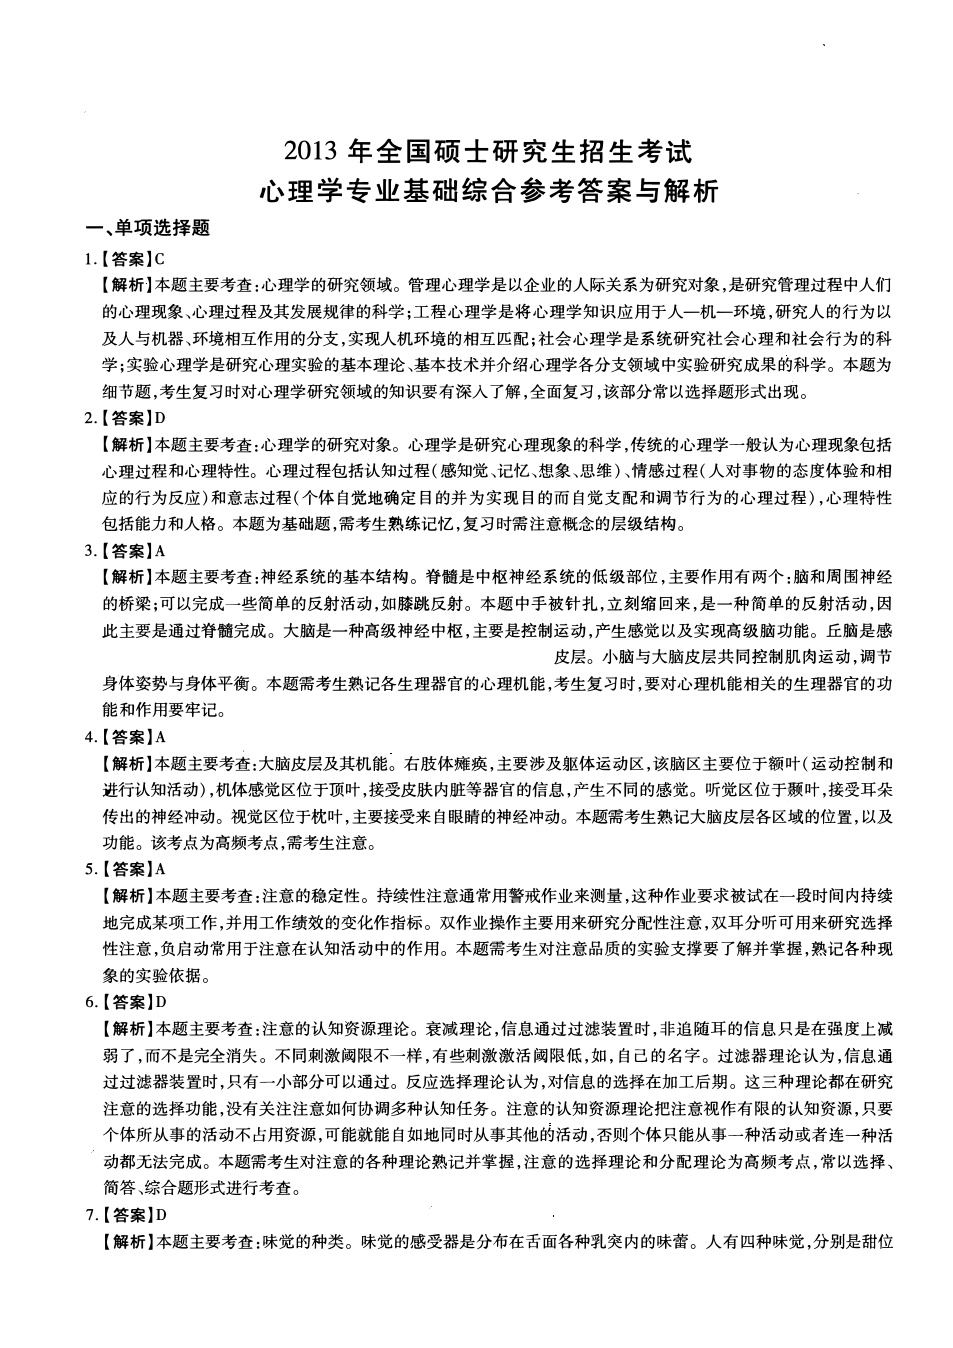 2013 年全国硕士研究生招生考试
心理学专业基础综合参考答案与解析
一、单项选择题
1.【答案】C
【解析】本题主要考查:心理学的研究领域。管理心理学是以企业的人际关系为研究对象,是研究管理过程中人们
的心理现象、心理过程及其发展规律的科学;工程心理学是将心理学知识应用于人—机—环境,研究人的行为以
及人与机器、环境相互作用的分支,实现人机环境的相互匹配;社会心理学是系统研究社会心理和社会行为的科
学;实验心理学是研究心理实验的基本理论、基本技术并介绍心理学各分支领域中实验研究成果的科学。本题为
细节题,考生复习时对心理学研究领域的知识要有深入了解,全面复习,该部分常以选择题形式出现。
2.【答案】D
【解析】本题主要考查:心理学的研究对象。心理学是研究心理现象的科学,传统的心理学一般认为心理现象包括
心理过程和心理特性。心理过程包括认知过程(感知觉、记忆、想象、思维)、情感过程(人对事物的态度体验和相
应的行为反应)和意志过程(个体自觉地确定目的并为实现目的而自觉支配和调节行为的心理过程),心理特性
包括能力和人格。本题为基础题,需考生熟练记忆,复习时需注意概念的层级结构。
3.【答案】A
【解析】本题主要考查:神经系统的基本结构。脊髓是中枢神经系统的低级部位,主要作用有两个:脑和周围神经
的桥梁;可以完成一些简单的反射活动,如膝跳反射。本题中手被针扎,立刻缩回来,是一种简单的反射活动,因
此主要是通过脊髓完成。大脑是一种高级神经中枢,主要是控制运动,产生感觉以及实现高级脑功能。丘脑是感
皮层。小脑与大脑皮层共同控制肌肉运动,调节
身体姿势与身体平衡。本题需考生熟记各生理器官的心理机能,考生复习时,要对心理机能相关的生理器官的功
能和作用要牢记。
4.【答案】A
【解析】本题主要考查:大脑皮层及其机能。右肢体瘫痪,主要涉及躯体运动区,该脑区主要位于额叶(运动控制和
进行认知活动),机体感觉区位于顶叶,接受皮肤内脏等器官的信息,产生不同的感觉。听觉区位于颞叶,接受耳朵
传出的神经冲动。视觉区位于枕叶,主要接受来自眼睛的神经冲动。本题需考生熟记大脑皮层各区域的位置,以及
功能。该考点为高频考点,需考生注意。
5.【答案】A
【解析】本题主要考查:注意的稳定性。持续性注意通常用警戒作业来测量,这种作业要求被试在一段时间内持续
地完成某项工作,并用工作绩效的变化作指标。双作业操作主要用来研究分配性注意,双耳分听可用来研究选择
性注意,负启动常用于注意在认知活动中的作用。本题需考生对注意品质的实验支撑要了解并掌握,熟记各种现
象的实验依据。
6.【答案】D
【解析】本题主要考查:注意的认知资源理论。衰减理论,信息通过过滤装置时,非追随耳的信息只是在强度上减
弱了,而不是完全消失。不同刺激阈限不一样,有些刺激激活阈限低,如,自己的名字。过滤器理论认为,信息通
过过滤器装置时,只有一小部分可以通过。反应选择理论认为,对信息的选择在加工后期。这三种理论都在研究
注意的选择功能,没有关注注意如何协调多种认知任务。注意的认知资源理论把注意视作有限的认知资源,只要
个体所从事的活动不占用资源,可能就能自如地同时从事其他的活动,否则个体只能从事一种活动或者连一种活
动都无法完成。本题需考生对注意的各种理论熟记并掌握,注意的选择理论和分配理论为高频考点,常以选择、
简答、综合题形式进行考查。
7.【答案】D
【解析】本题主要考查:味觉的种类。味觉的感受器是分布在舌面各种乳突内的味蕾。人有四种味觉,分别是甜位